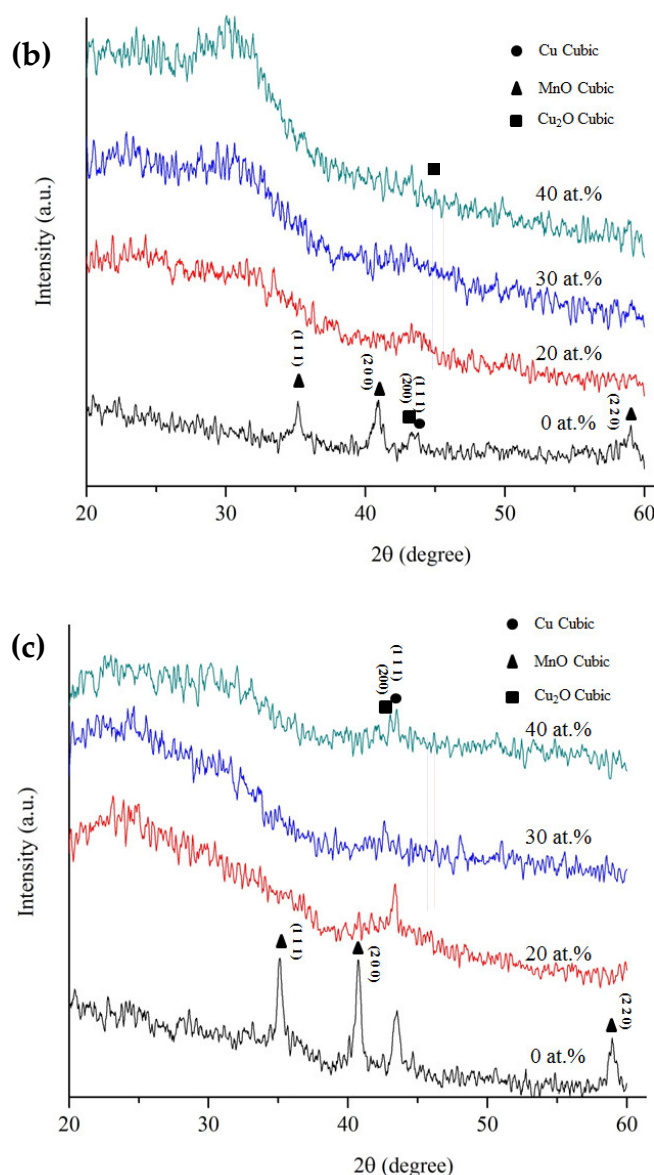 (b)
Cu Cubic
MnO Cubic
Cu₂O Cubic
40 at.%
30 at.%
20 at.%
0 at.%
(1 1 1)
(2 0 0)
(200)
(1 1 1)
(2 2 0)
Intensity (a.u.)
20 30 40 50 60
2θ (degree)
(c)
Cu Cubic
MnO Cubic
Cu₂O Cubic
(200)
(1 1 1)
40 at.%
30 at.%
20 at.%
0 at.%
(1 1 1)
(2 0 0)
(2 2 0)
Intensity (a.u.)
20 30 40 50 60
2θ (degree)